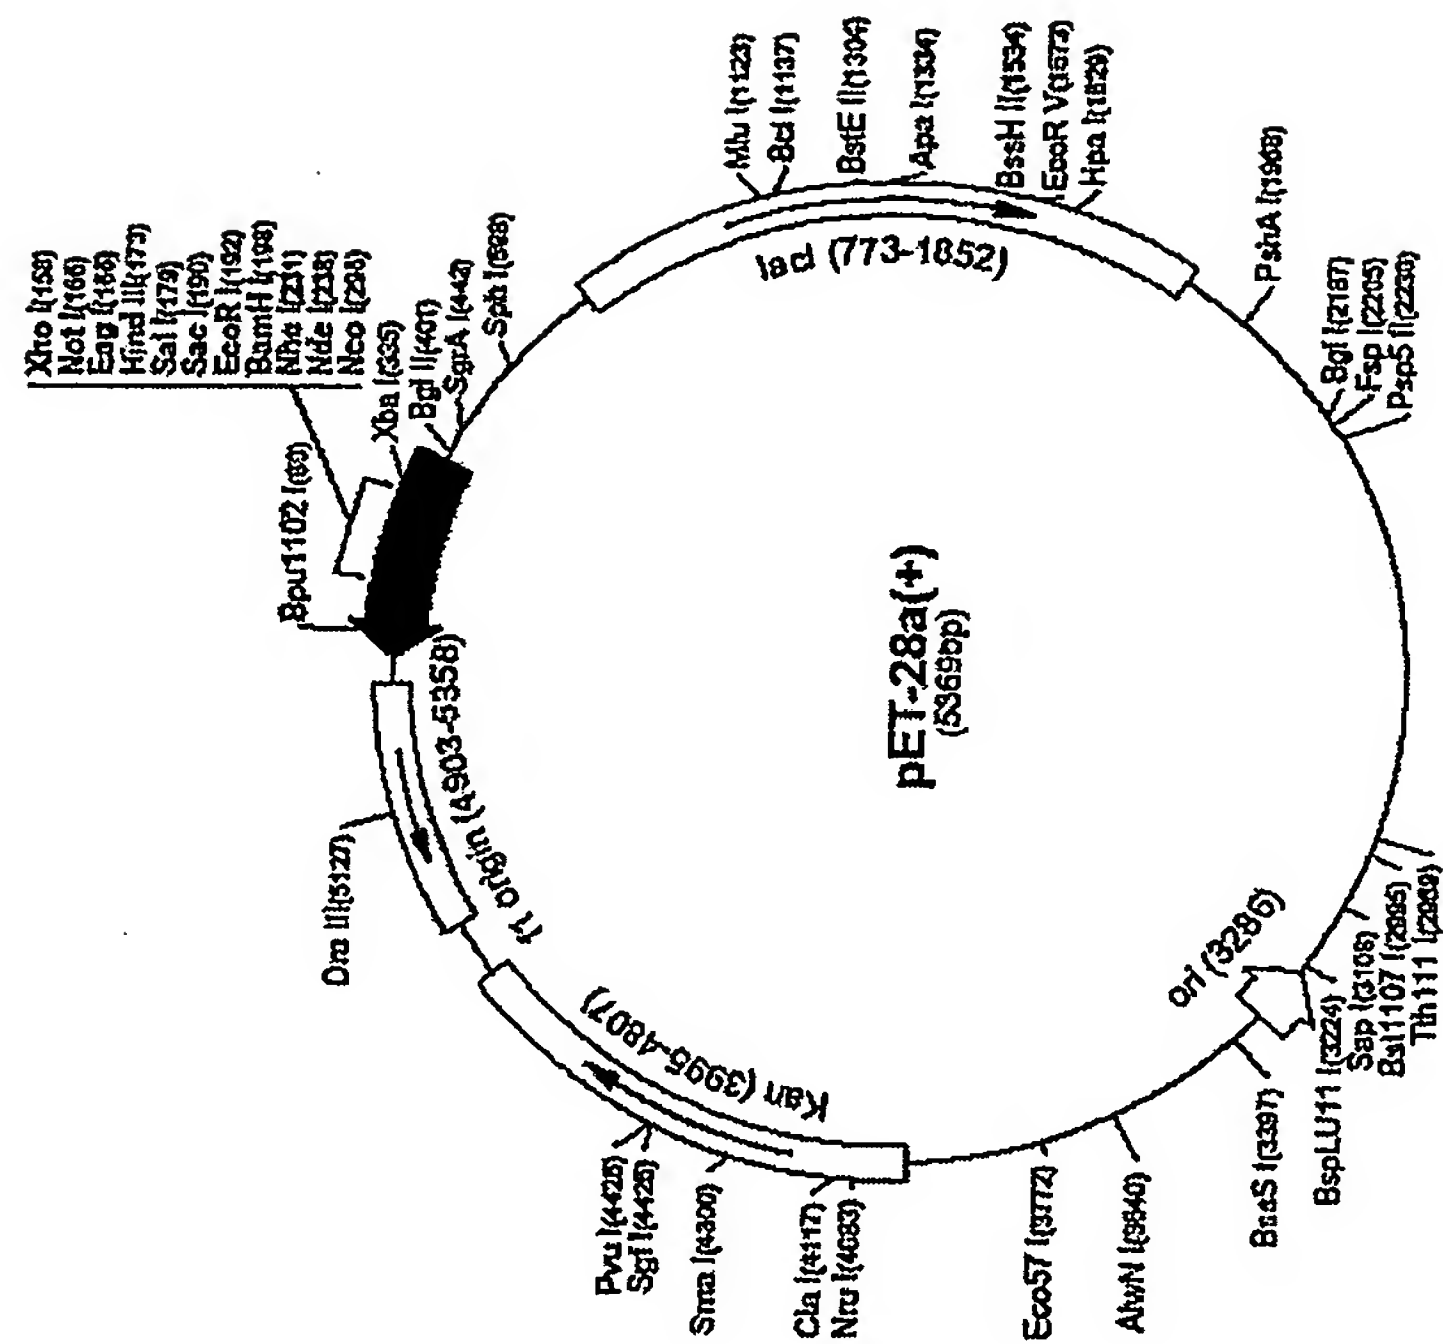 Xho I(158)
Not I(166)
Eag I(166)
Hind III(173)
Sal I(179)
Sac I(190)
EcoR I(192)
BamH I(198)
Nhe I(231)
Nde I(238)
Nco I(296)
Bpu1102 I(80)
Xba I(335)
Bgl II(401)
SgrA I(442)
Sph I(598)
Mlu I(1123)
Bcl I(1137)
BstE II(1304)
Apa I(1334)
BssH II(1534)
EcoR V(1573)
Hpa I(1629)
lacI (773-1852)
PshA I(1968)
Bgl I(2187)
Fsp I(2205)
Psp5 II(2230)
pET-28a(+)
(5369bp)
Dra III(5127)
f1 origin (4903-5358)
Kan (3995-4807)
Pvu I(4426)
Sgf I(4426)
Sma I(4300)
Cla I(4117)
Nru I(4083)
Eco57 I(3772)
AlwN I(3640)
BssS I(3397)
BspLU11 I(3224)
Sap I(3108)
Bst1107 I(2995)
Tth111 I(2969)
ori (3286)